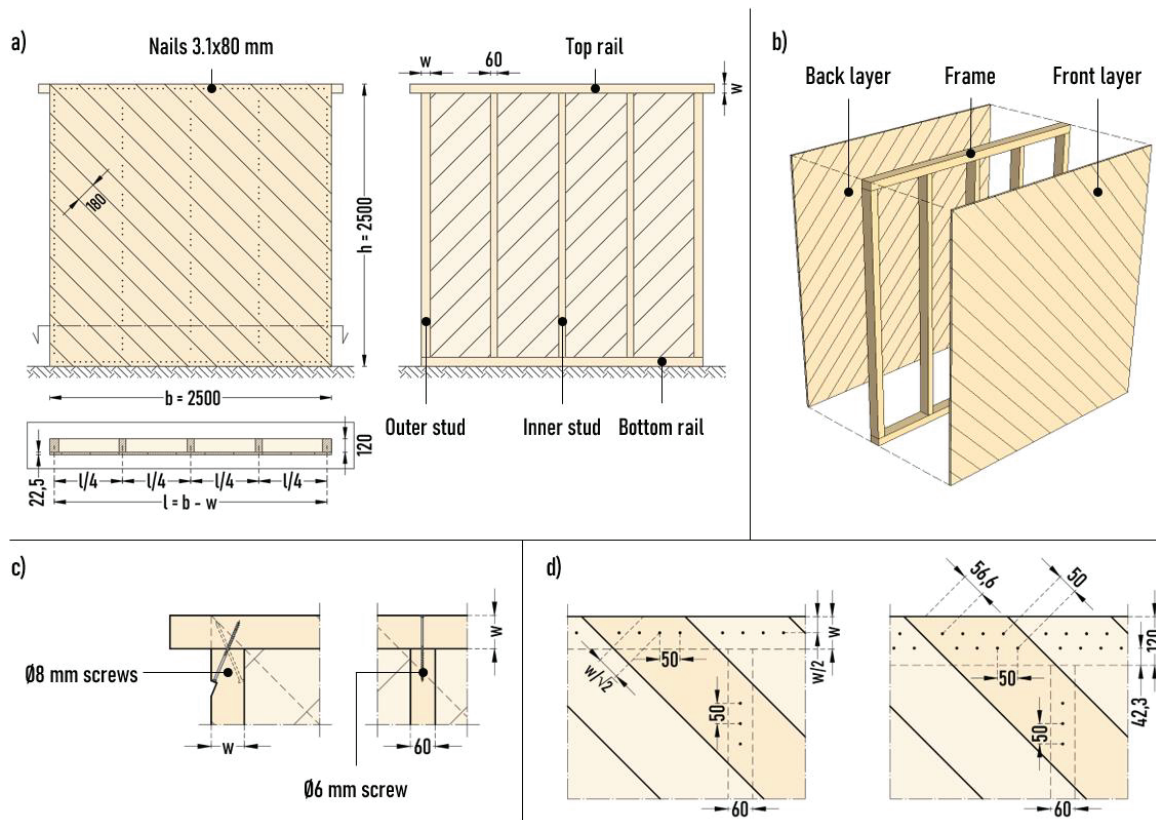 a)
Nails 3.1x80 mm
180
h = 2500
b = 2500
22,5
l/4
l/4
l/4
l/4
l = b - w
120
w
60
Top rail
w
Outer stud
Inner stud
Bottom rail
b)
Back layer
Frame
Front layer
c)
Ø8 mm screws
w
w
60
Ø6 mm screw
d)
w/√2
50
50
60
w/2
w
56,6
50
50
50
60
120
42,3